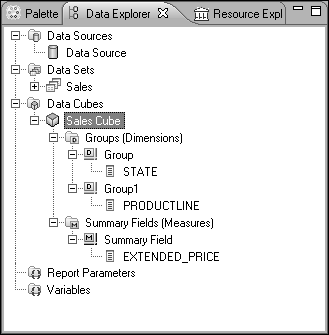 Palette Data Explorer Resource Expl
Data Sources
Data Source
Data Sets
Sales
Data Cubes
Sales Cube
Groups (Dimensions)
Group
STATE
Group1
PRODUCTLINE
Summary Fields (Measures)
Summary Field
EXTENDED_PRICE
Report Parameters
Variables